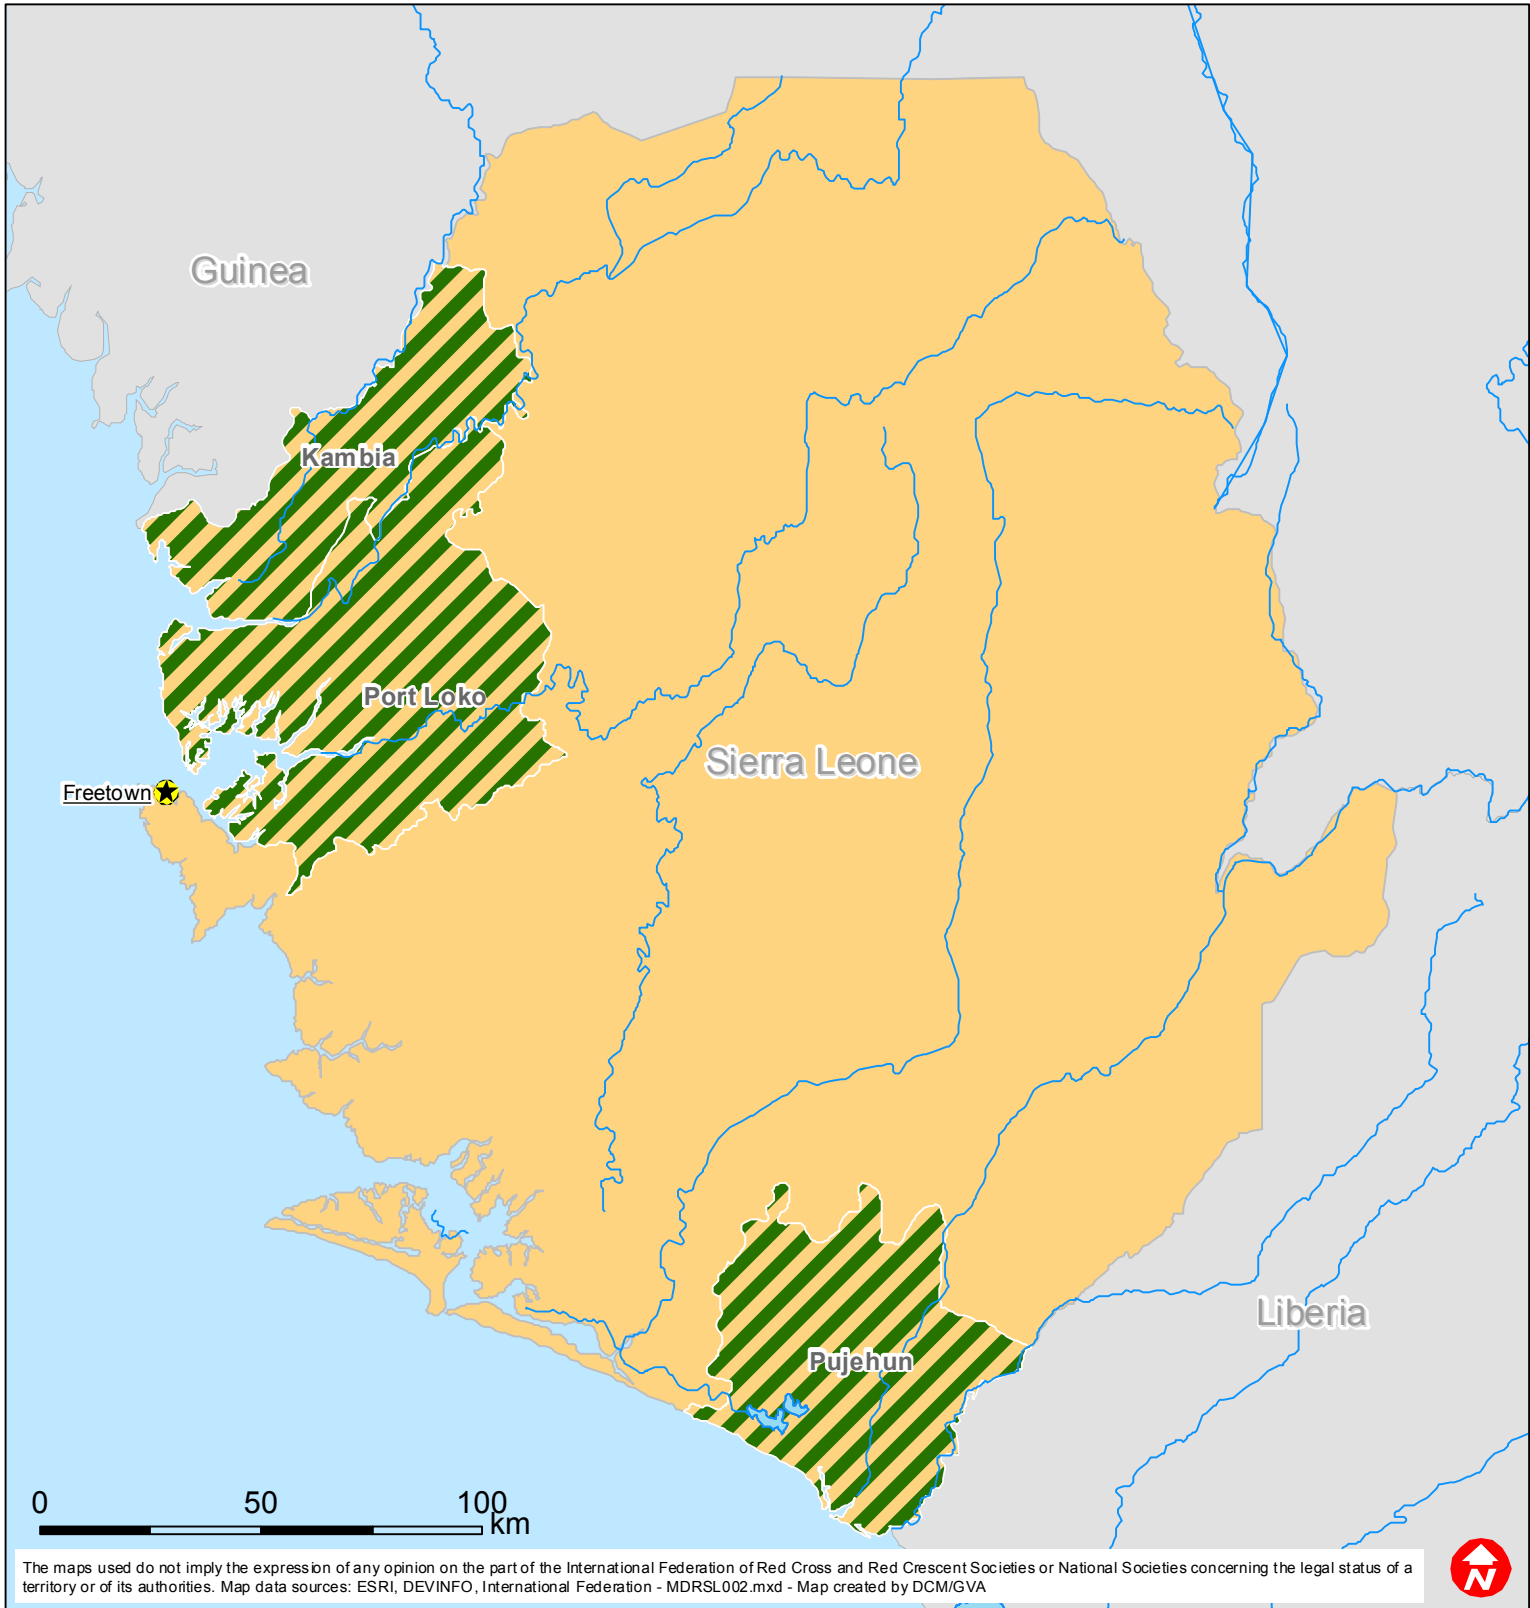 Guinea
Kambia
Port Loko
Sierra Leone
Freetown
Liberia
Pujehun
0 50 100
km
The maps used do not imply the expression of any opinion on the part of the International Federation of Red Cross and Red Crescent Societies or National Societies concerning the legal status of a
territory or of its authorities. Map data sources: ESRI, DEVINFO, International Federation - MDRSL002.mxd - Map created by DCM/GVA
N